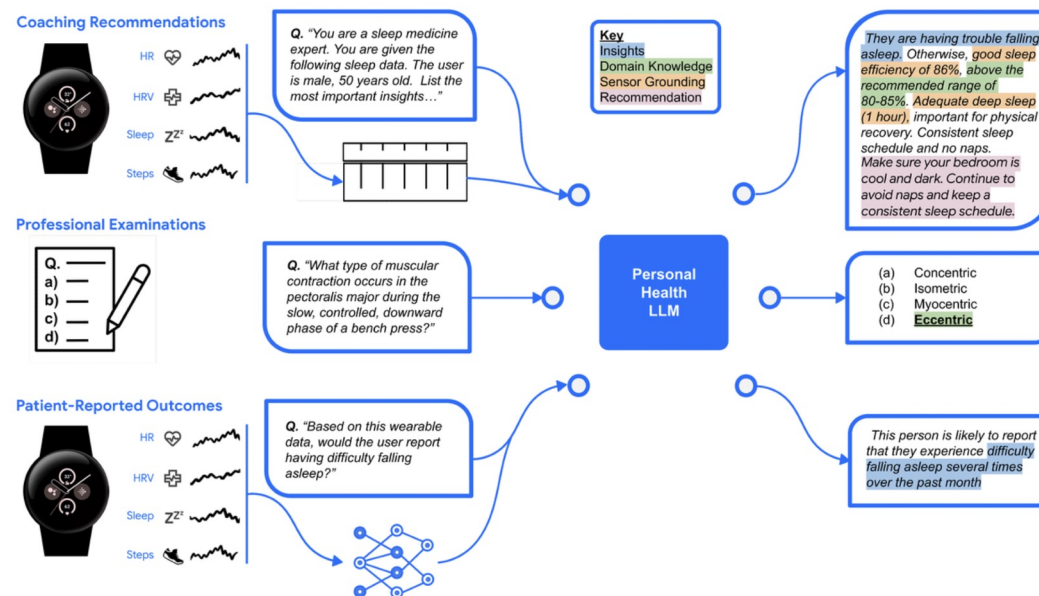 Coaching Recommendations
HR
HRV
Sleep
Zzz
Steps
Q. “You are a sleep medicine
expert. You are given the
following sleep data. The user
is male, 50 years old. List the
most important insights…”
Key
Insights
Domain Knowledge
Sensor Grounding
Recommendation
They are having trouble falling
asleep. Otherwise, good sleep
efficiency of 86%, above the
recommended range of
80-85%. Adequate deep sleep
(1 hour), important for physical
recovery. Consistent sleep
schedule and no naps.
Make sure your bedroom is
cool and dark. Continue to
avoid naps and keep a
consistent sleep schedule.
Professional Examinations
Q.
a)
b)
c)
d)
Q. “What type of muscular
contraction occurs in the
pectoralis major during the
slow, controlled, downward
phase of a bench press?”
Personal
Health
LLM
(a) Concentric
(b) Isometric
(c) Myocentric
(d) Eccentric
Patient-Reported Outcomes
HR
HRV
Sleep
Zzz
Steps
Q. “Based on this wearable
data, would the user report
having difficulty falling
asleep?”
This person is likely to report
that they experience difficulty
falling asleep several times
over the past month